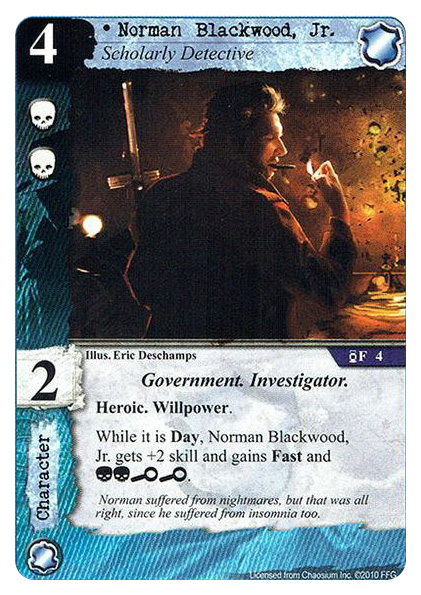 4
• Norman Blackwood, Jr.
Scholarly Detective
Illus. Eric Deschamps
F 4
2
Government. Investigator.
Heroic. Willpower.
While it is Day, Norman Blackwood,
Jr. gets +2 skill and gains Fast and
.
Norman suffered from nightmares, but that was all
right, since he suffered from insomnia too.
Character
Licensed from Chaosium Inc. ©2010 FFG